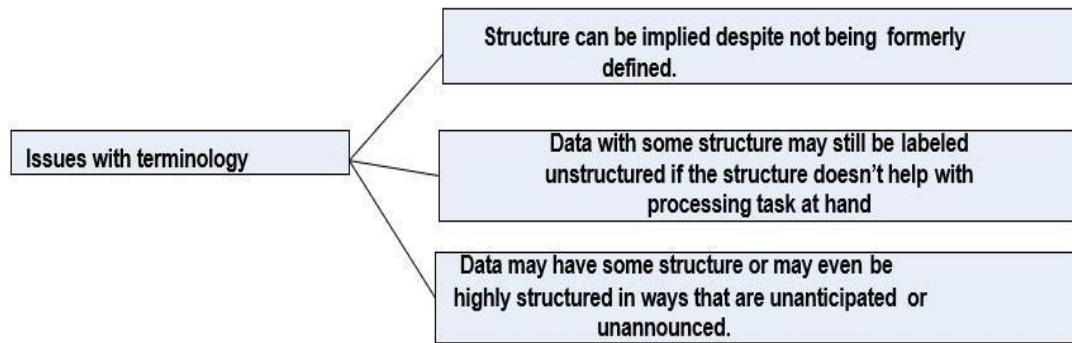 Structure can be implied despite not being formerly
defined.
Issues with terminology
Data with some structure may still be labeled
unstructured if the structure doesn't help with
processing task at hand
Data may have some structure or may even be
highly structured in ways that are unanticipated or
unannounced.